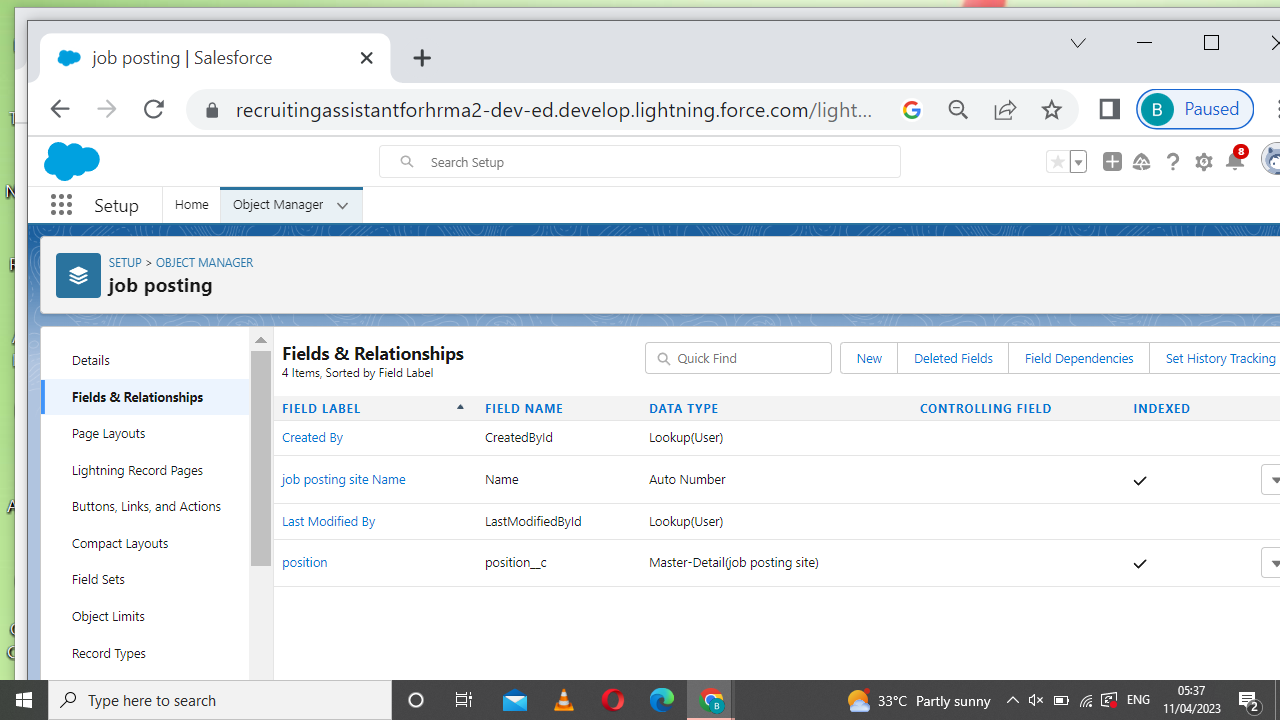 job posting | Salesforce
recruitingassistantforhrma2-dev-ed.develop.lightning.force.com/light...
B Paused
Search Setup
8
Setup Home Object Manager
SETUP > OBJECT MANAGER
job posting
Details
Fields & Relationships
Page Layouts
Lightning Record Pages
Buttons, Links, and Actions
Compact Layouts
Field Sets
Object Limits
Record Types
Fields & Relationships
4 Items, Sorted by Field Label
Quick Find New Deleted Fields Field Dependencies Set History Tracking
FIELD LABEL FIELD NAME DATA TYPE CONTROLLING FIELD INDEXED
Created By CreatedById Lookup(User)
job posting site Name Name Auto Number
Last Modified By LastModifiedById Lookup(User)
position position__c Master-Detail(job posting site)
Type here to search
B
33°C Partly sunny
ENG
05:37
11/04/2023
2